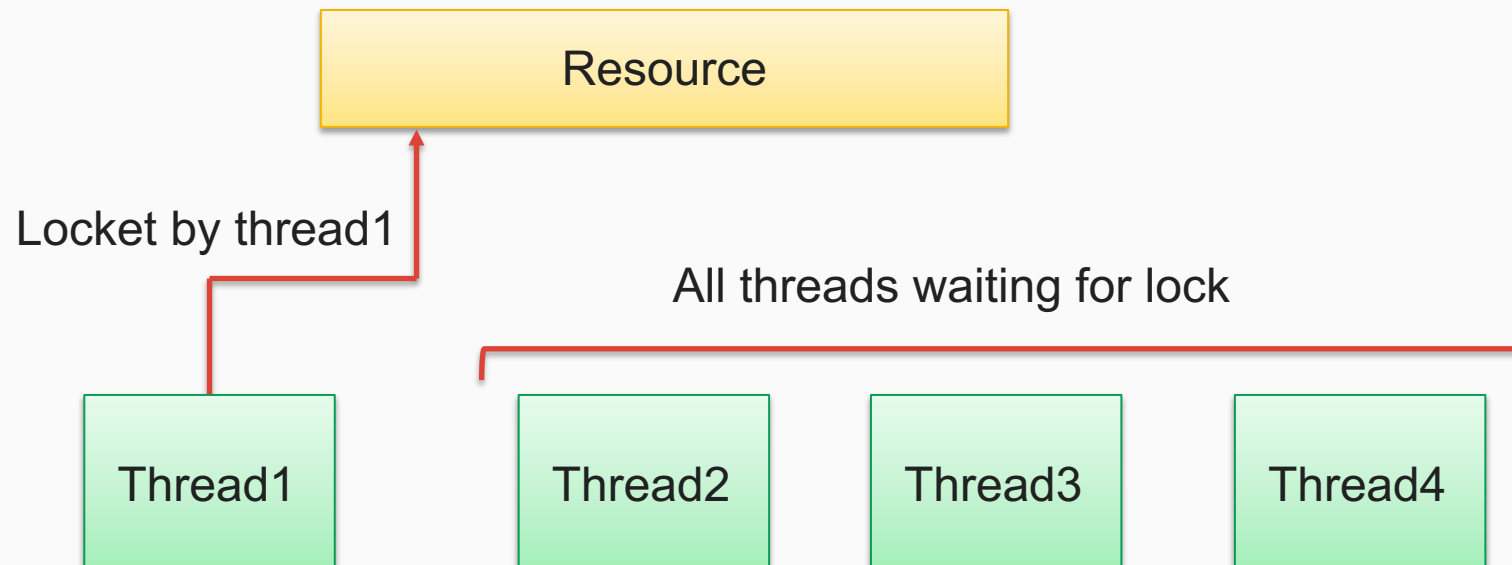 Resource
Locket by thread1
All threads waiting for lock
Thread1
Thread2
Thread3
Thread4